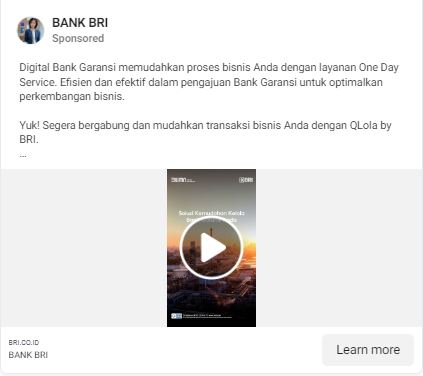 BANK BRI
Sponsored
Digital Bank Garansi memudahkan proses bisnis Anda dengan layanan One Day
Service. Efisien dan efektif dalam pengajuan Bank Garansi untuk optimalkan
perkembangan bisnis.
Yuk! Segera bergabung dan mudahkan transaksi bisnis Anda dengan QLola by
BRI.
...
BUMN
BRI
Solusi Kemudahan Kelola
BRI.CO.ID
BANK BRI
Learn more